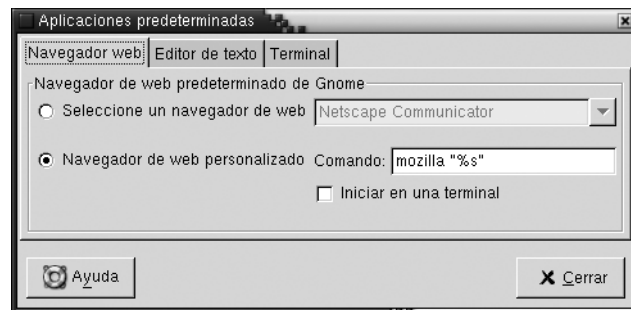 Aplicaciones predeterminadas
Navegador web Editor de texto Terminal
Navegador de web predeterminado de Gnome
Seleccione un navegador de web Netscape Communicator
Navegador de web personalizado Comando: mozilla "%s"
Iniciar en una terminal
Ayuda Cerrar